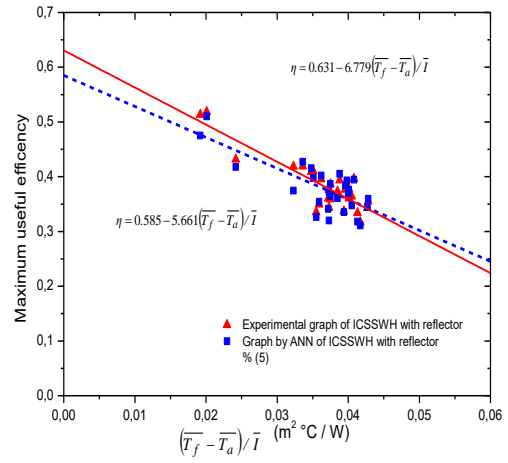 0,7
η = 0.631−6.779(T̅f̅ − T̅a̅)/ I̅
0,6
0,5
0,4
Maximum useful efficency
0,3
η = 0.585−5.661(T̅f̅ − T̅a̅)/ I̅
0,2
Experimental graph of ICSSWH with reflector
Graph by ANN of ICSSWH with reflector
% (5)
0,1
0,0
0,00 0,01 0,02 0,03 0,04 0,05 0,06
(T̅f̅ − T̅a̅)/ I̅ (m² °C / W)